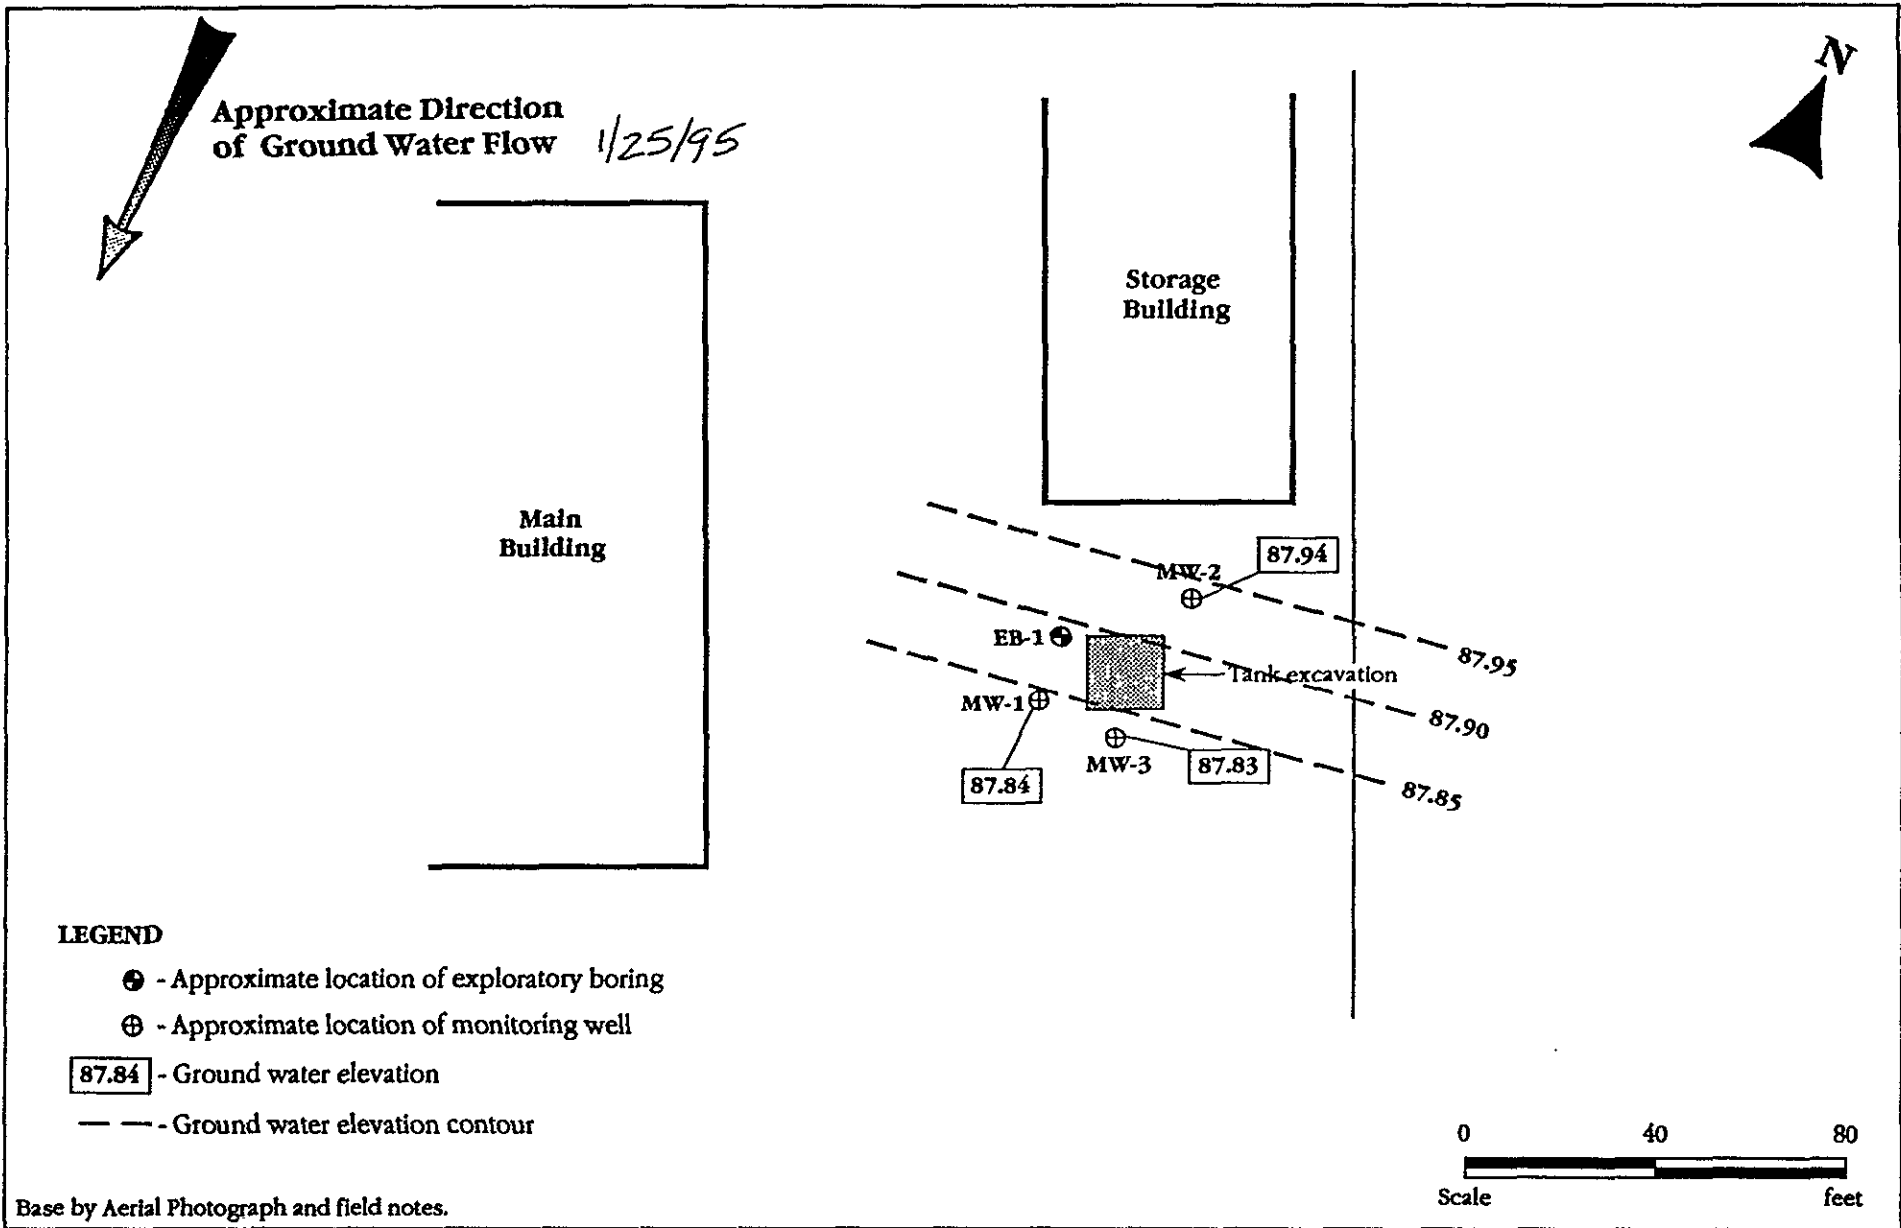 N
Approximate Direction
of Ground Water Flow 1/25/95
Storage
Building
Main
Building
87.94
MW-2
EB-1
87.95
Tank excavation
MW-1
87.90
MW-3
87.83
87.84
87.85
LEGEND
- Approximate location of exploratory boring
- Approximate location of monitoring well
87.84 - Ground water elevation
- Ground water elevation contour
0 40 80
Scale feet
Base by Aerial Photograph and field notes.